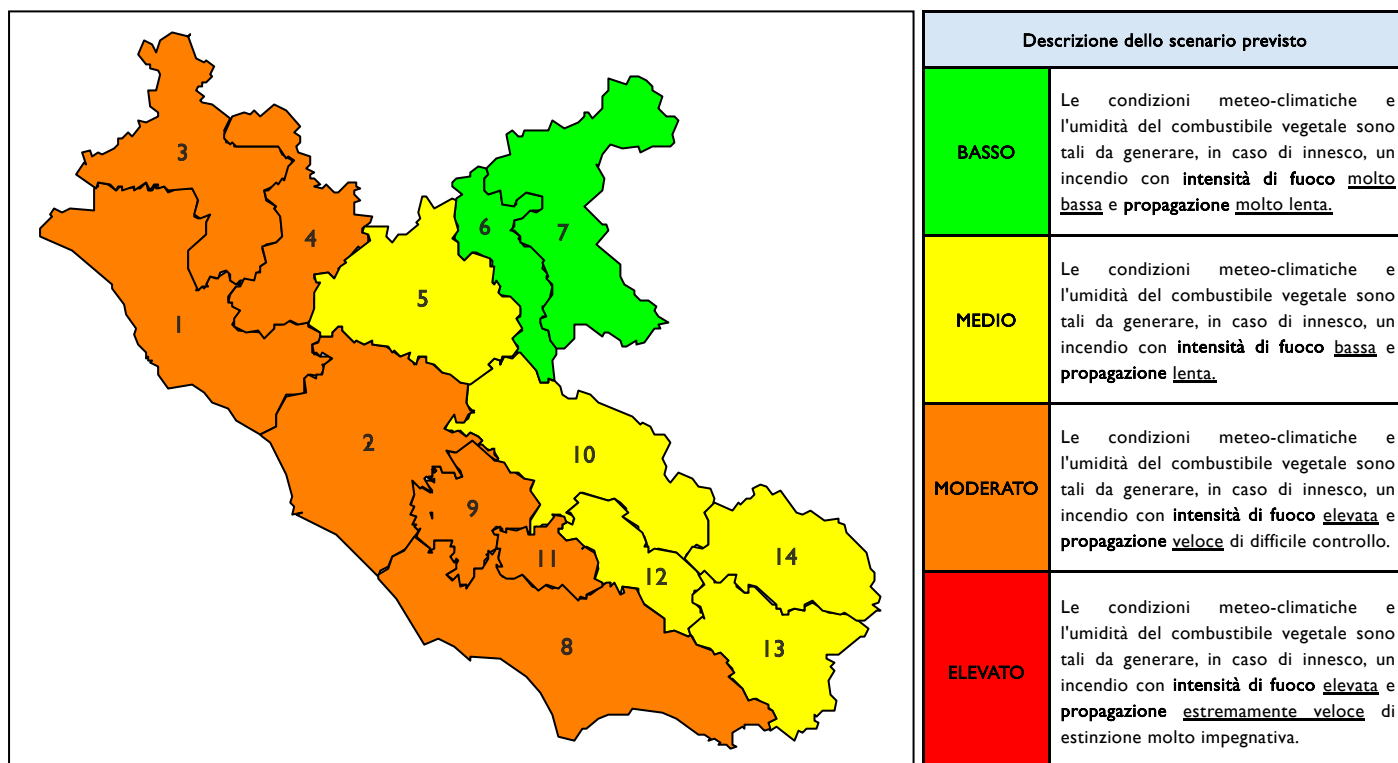 3
4
6
7
5
1
2
10
9
11
14
12
8
13
Descrizione dello scenario previsto
BASSO
Le condizioni meteo-climatiche e
l'umidità del combustibile vegetale sono
tali da generare, in caso di innesco, un
incendio con intensità di fuoco molto
bassa e propagazione molto lenta.
MEDIO
Le condizioni meteo-climatiche e
l'umidità del combustibile vegetale sono
tali da generare, in caso di innesco, un
incendio con intensità di fuoco bassa e
propagazione lenta.
MODERATO
Le condizioni meteo-climatiche e
l'umidità del combustibile vegetale sono
tali da generare, in caso di innesco, un
incendio con intensità di fuoco elevata e
propagazione veloce di difficile controllo.
ELEVATO
Le condizioni meteo-climatiche e
l'umidità del combustibile vegetale sono
tali da generare, in caso di innesco, un
incendio con intensità di fuoco elevata e
propagazione estremamente veloce di
estinzione molto impegnativa.